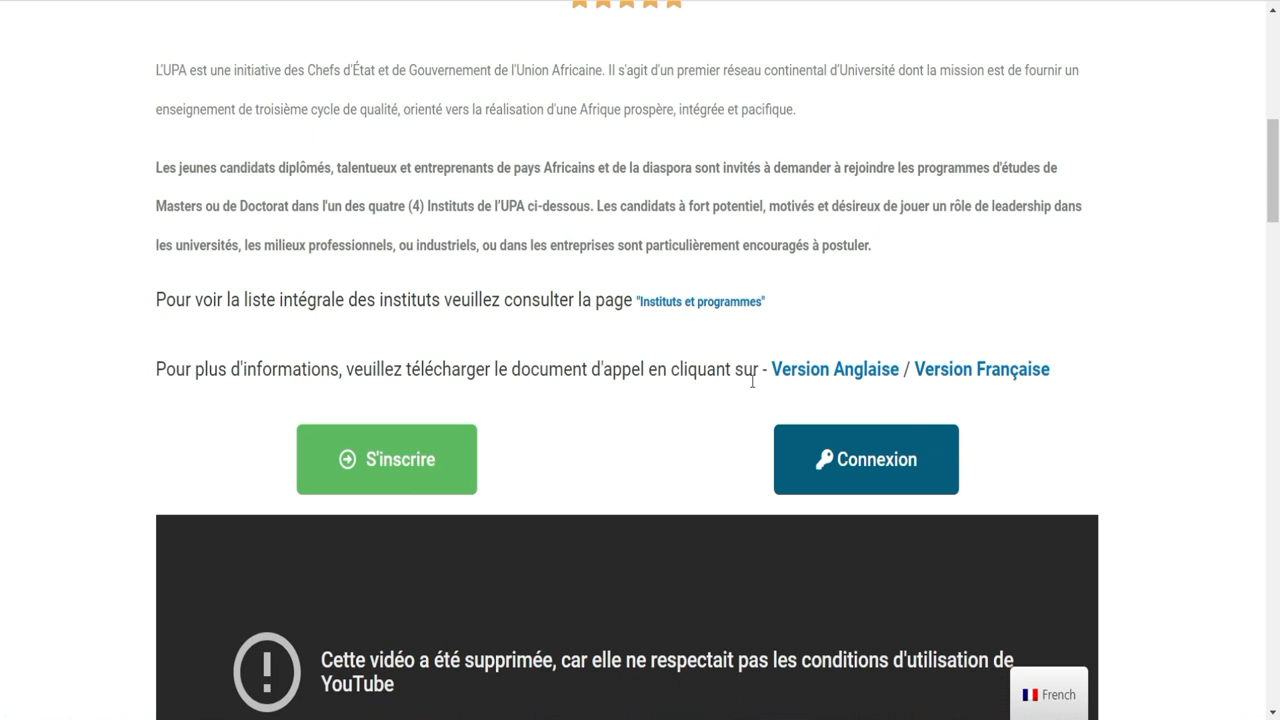 L'UPA est une initiative des Chefs d'État et de Gouvernement de l'Union Africaine. Il s'agit d'un premier réseau continental d'Université dont la mission est de fournir un
enseignement de troisième cycle de qualité, orienté vers la réalisation d'une Afrique prospère, intégrée et pacifique.
Les jeunes candidats diplômés, talentueux et entreprenants de pays Africains et de la diaspora sont invités à demander à rejoindre les programmes d'études de
Masters ou de Doctorat dans l'un des quatre (4) Instituts de l'UPA ci-dessous. Les candidats à fort potentiel, motivés et désireux de jouer un rôle de leadership dans
les universités, les milieux professionnels, ou industriels, ou dans les entreprises sont particulièrement encouragés à postuler.
Pour voir la liste intégrale des instituts veuillez consulter la page "Instituts et programmes"
Pour plus d'informations, veuillez télécharger le document d'appel en cliquant sur - Version Anglaise / Version Française
S'inscrire
Connexion
Cette vidéo a été supprimée, car elle ne respectait pas les conditions d'utilisation de
YouTube
French